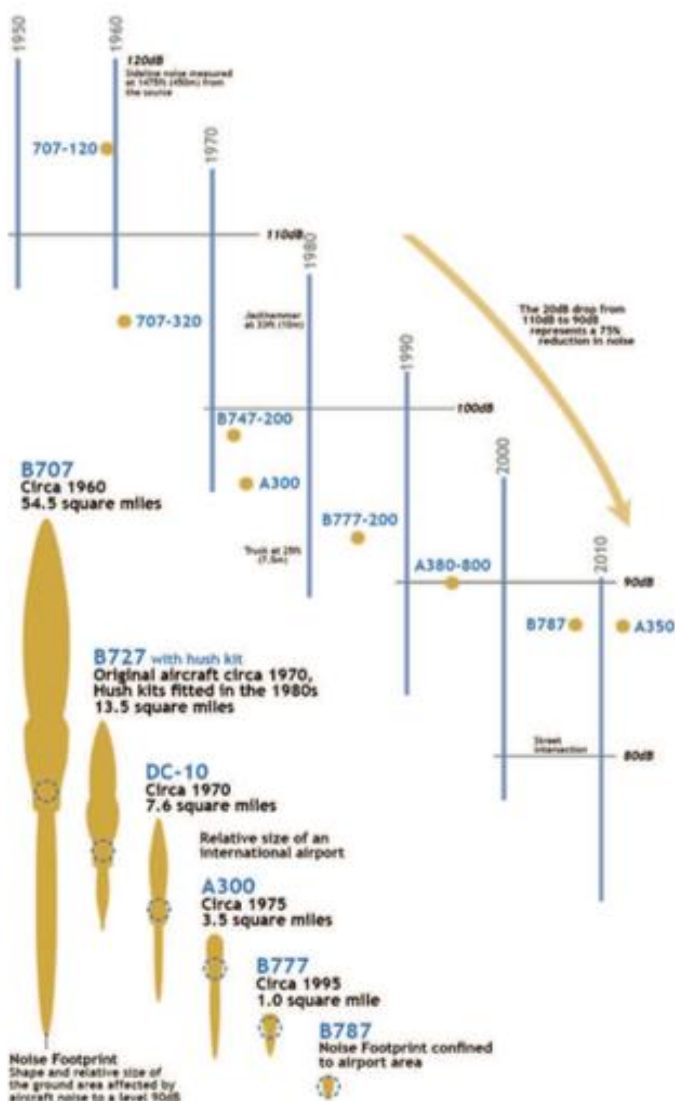 1950
1960
120dB
Sideline noise measured
at 1475ft (450m) from
the source
707-120
1970
110dB
1980
707-320
Jackhammer
at 33ft (10m)
The 20dB drop from
110dB to 90dB
represents a 75%
reduction in noise
1990
100dB
B747-200
2000
B707
Circa 1960
54.5 square miles
A300
B777-200
Truck at 25ft
(7.5m)
A380-800
2010
90dB
B787
A350
B727 with hush kit
Original aircraft circa 1970,
Hush kits fitted in the 1980s
13.5 square miles
Street
intersection
80dB
DC-10
Circa 1970
7.6 square miles
Relative size of an
international airport
A300
Circa 1975
3.5 square miles
B777
Circa 1995
1.0 square mile
B787
Noise Footprint confined
to airport area
Noise Footprint
Shape and relative size of
the ground area affected by
aircraft noise to a level 90dB